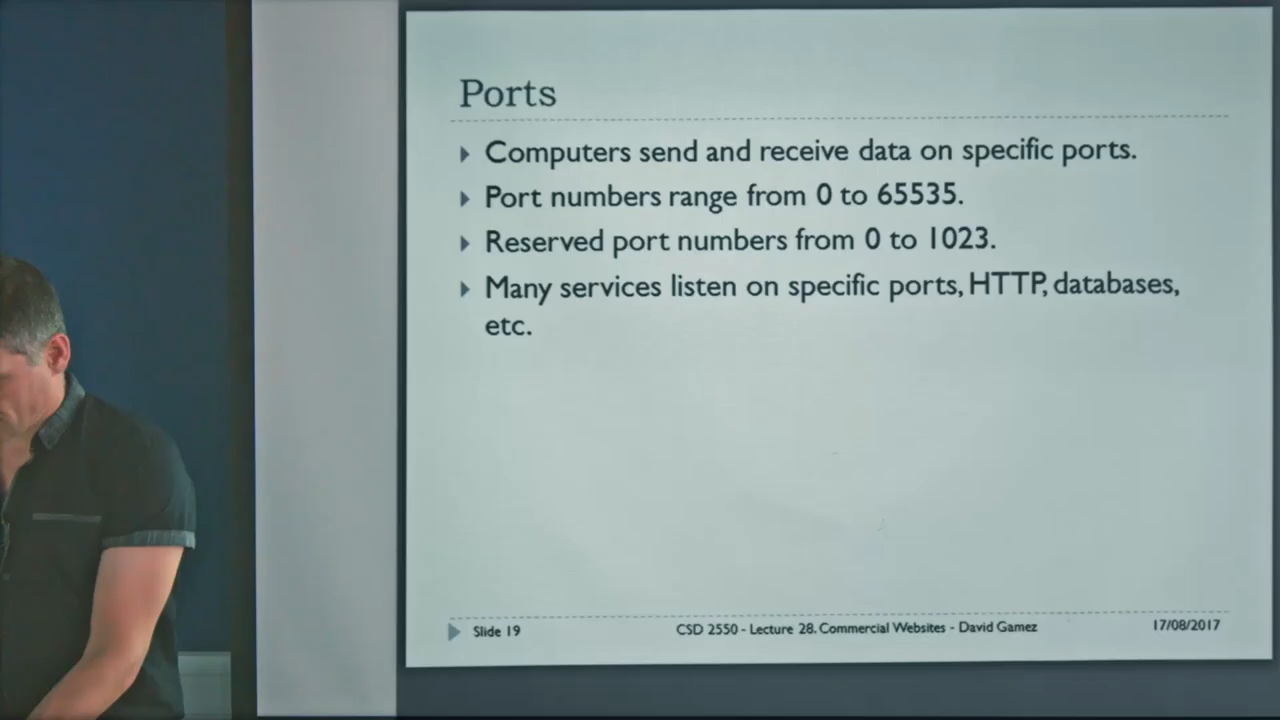 Ports
Computers send and receive data on specific ports.
Port numbers range from 0 to 65535.
Reserved port numbers from 0 to 1023.
Many services listen on specific ports, HTTP, databases,
etc.
Slide 19
CSD 2550 - Lecture 28. Commercial Websites - David Gamez
17/08/2017